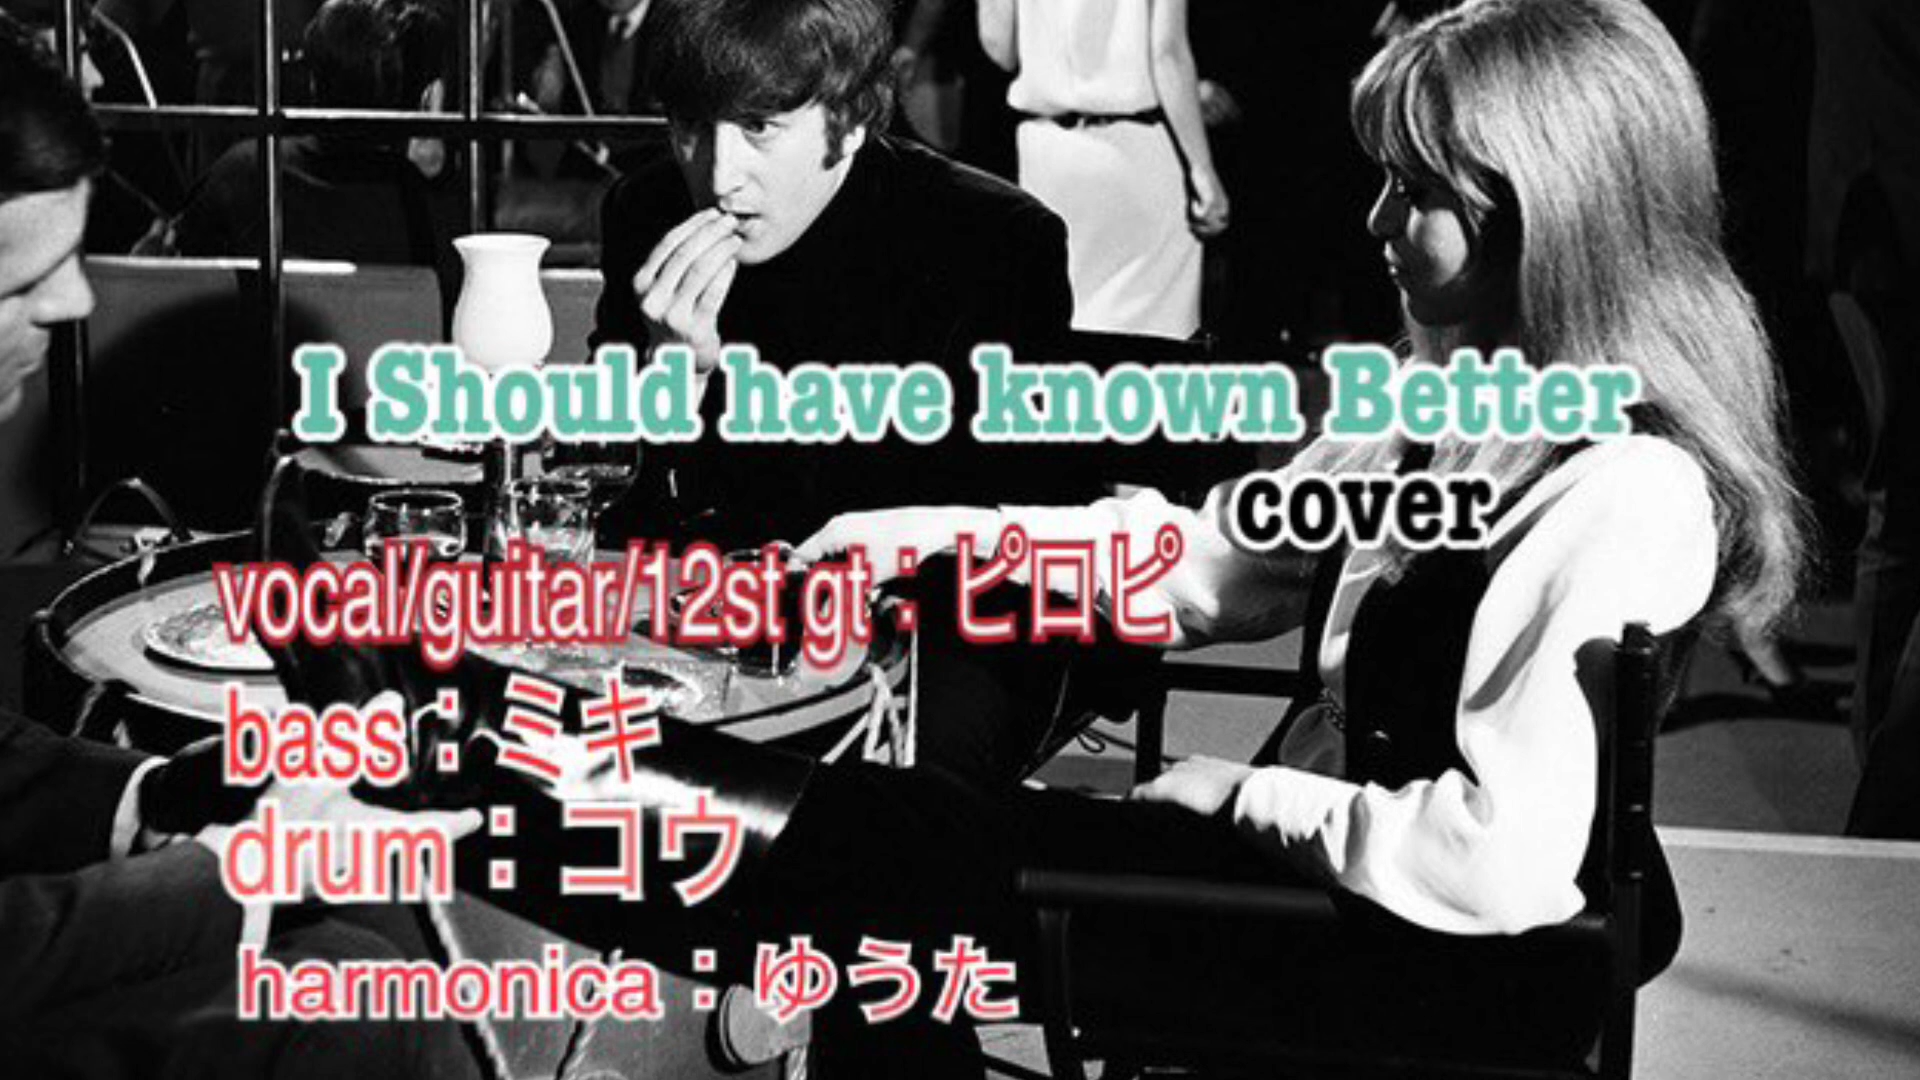 I Should have known Better
cover
vocal/guitar/12st gt：ピロピ
bass：ミキ
drum：コウ
harmonica：ゆうた